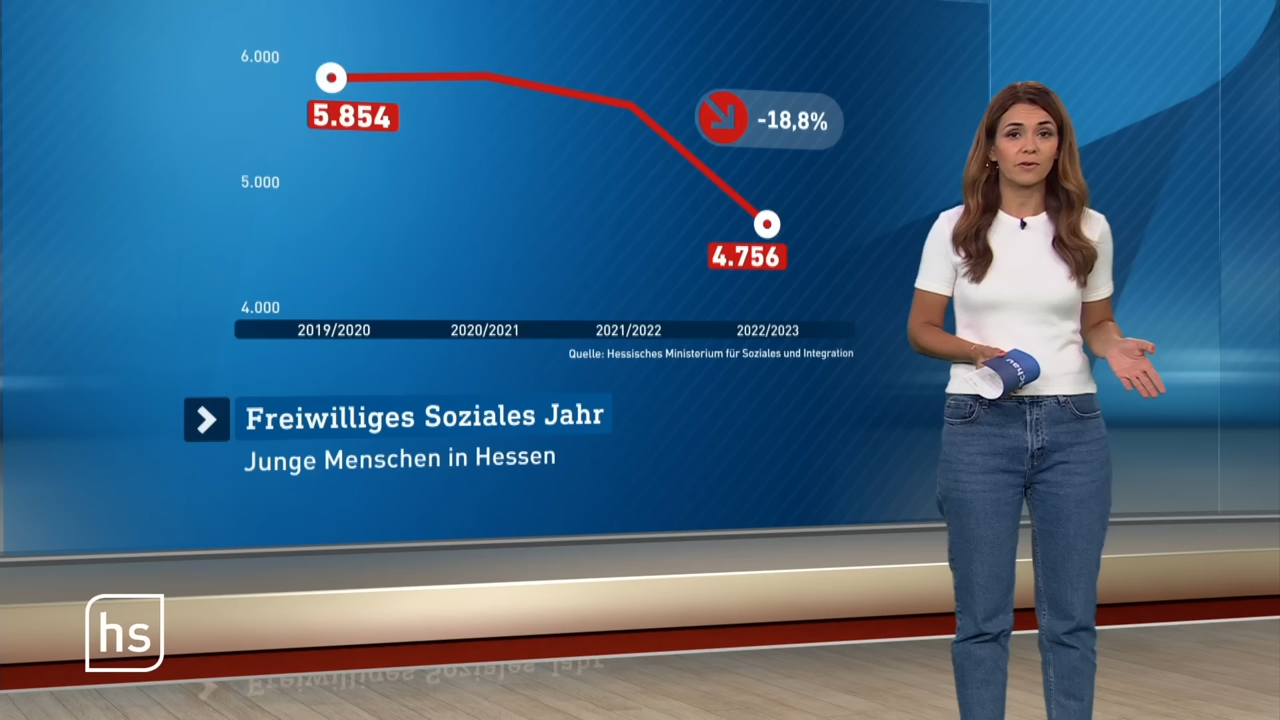 6.000
5.854
-18,8%
5.000
4.756
4.000
2019/2020 2020/2021 2021/2022 2022/2023
Quelle: Hessisches Ministerium für Soziales und Integration
Freiwilliges Soziales Jahr
Junge Menschen in Hessen
hs